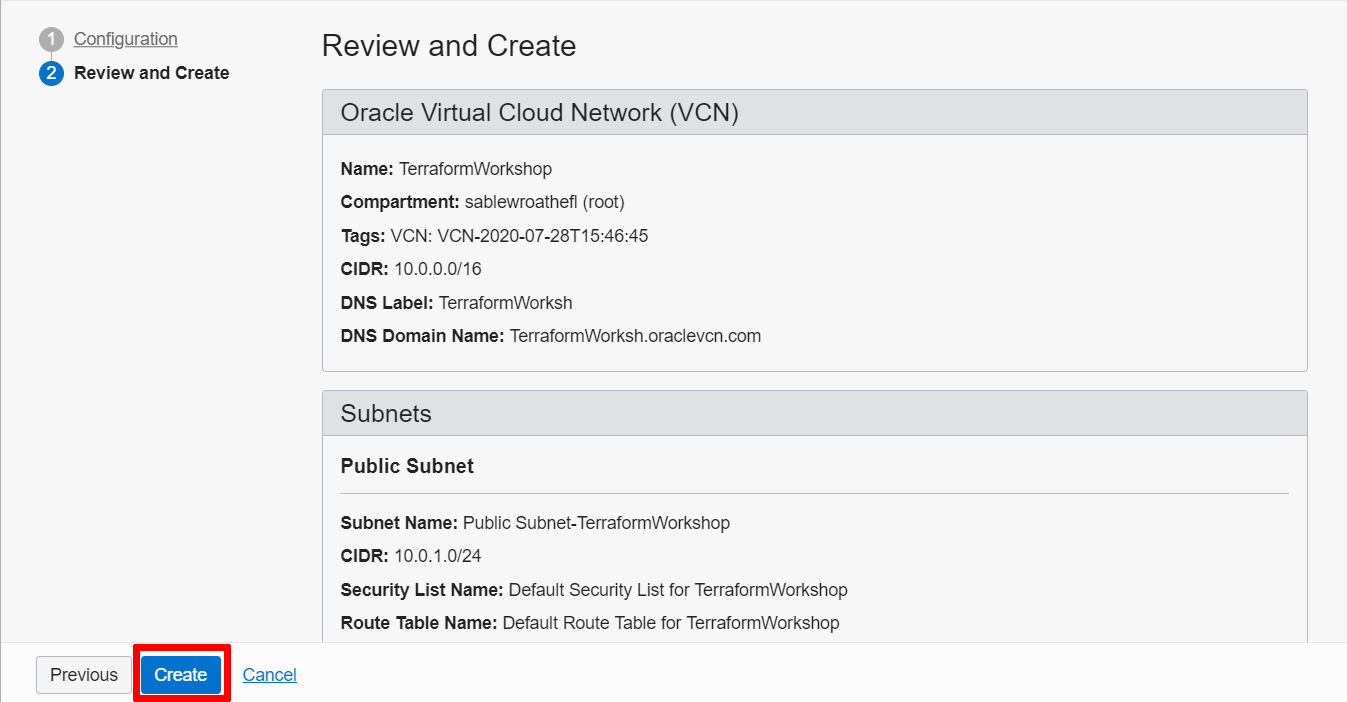 1 Configuration
2 Review and Create
Review and Create
Oracle Virtual Cloud Network (VCN)
Name: TerraformWorkshop
Compartment: sablewroathefl (root)
Tags: VCN: VCN-2020-07-28T15:46:45
CIDR: 10.0.0.0/16
DNS Label: TerraformWorksh
DNS Domain Name: TerraformWorksh.oraclevcn.com
Subnets
Public Subnet
Subnet Name: Public Subnet-TerraformWorkshop
CIDR: 10.0.1.0/24
Security List Name: Default Security List for TerraformWorkshop
Route Table Name: Default Route Table for TerraformWorkshop
Previous Create Cancel